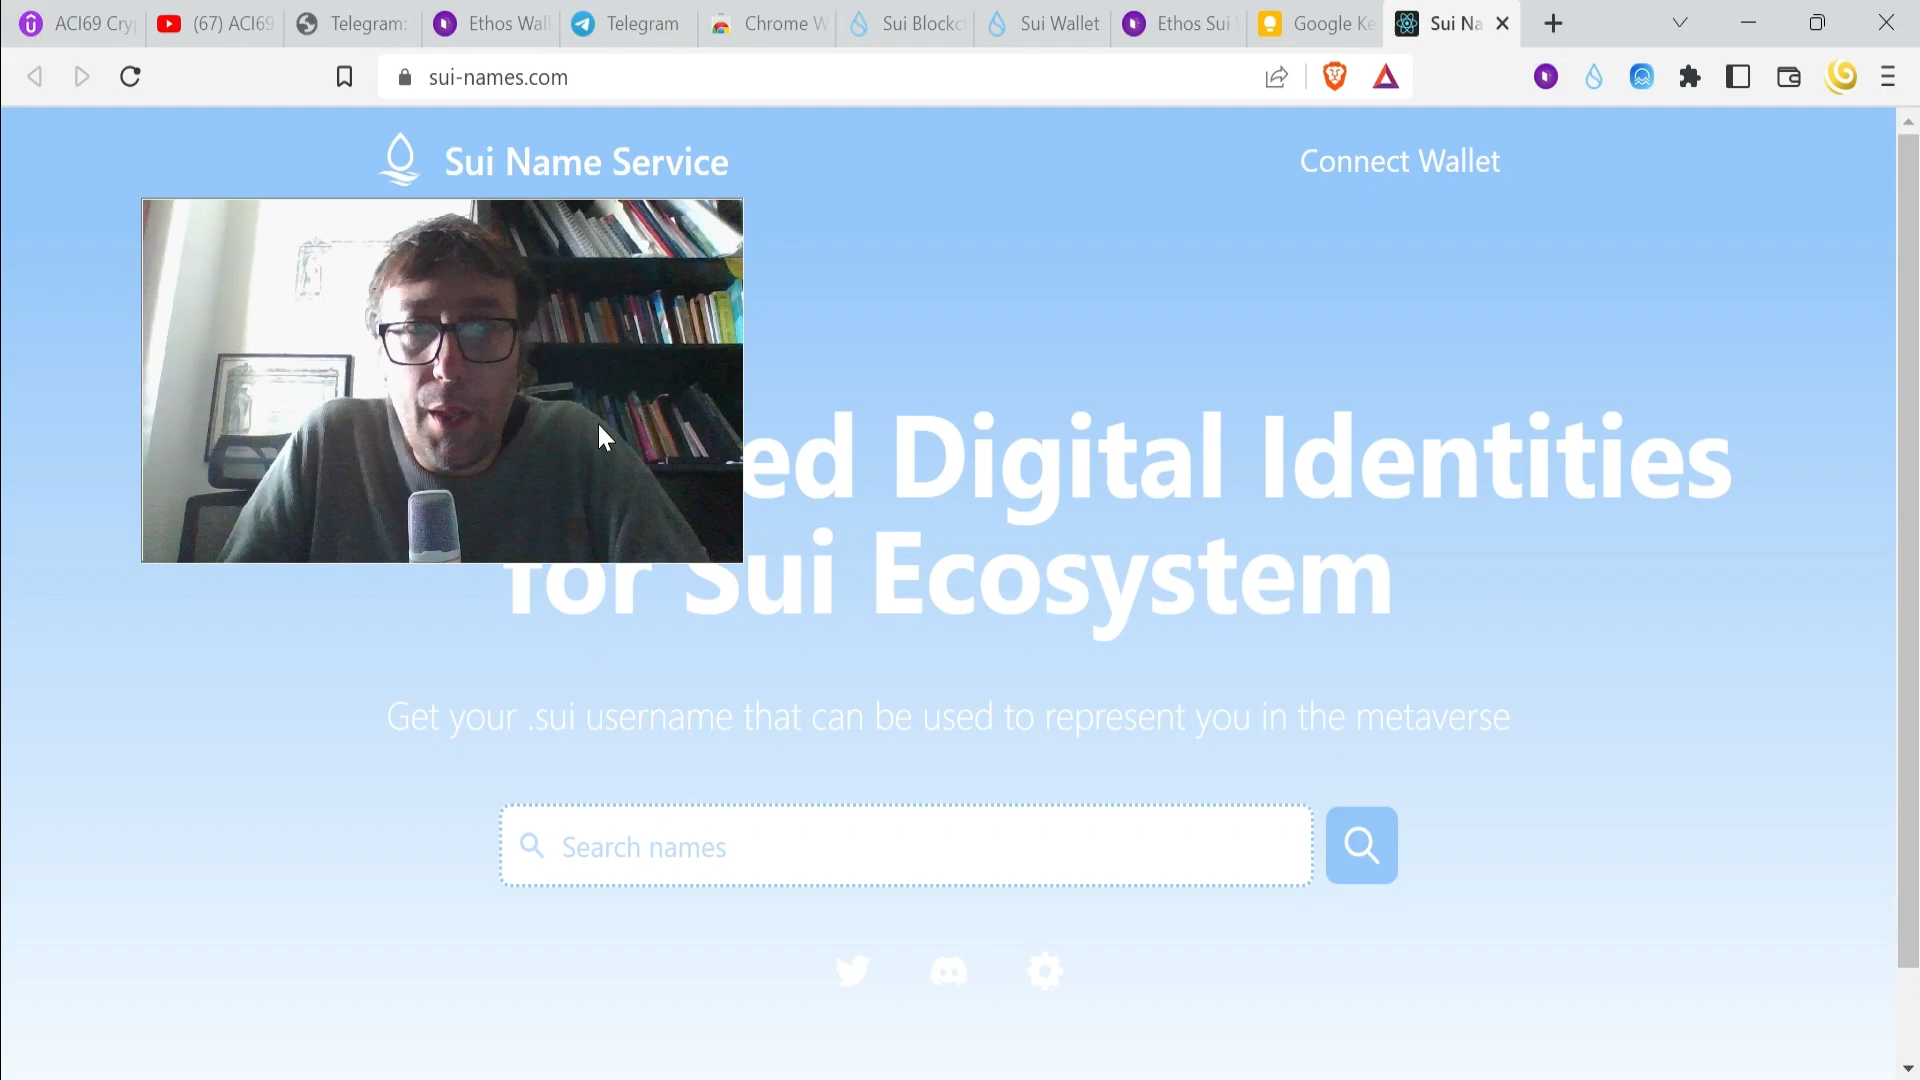 ACI69 Cry
(67) ACI69
Telegram:
Ethos Wall
Telegram
Chrome W
Sui Blockc
Sui Wallet
Ethos Sui
Google Ke
Sui Na
sui-names.com
Sui Name Service
Connect Wallet
ed Digital Identities
for Sui Ecosystem
Get your .sui username that can be used to represent you in the metaverse
Search names